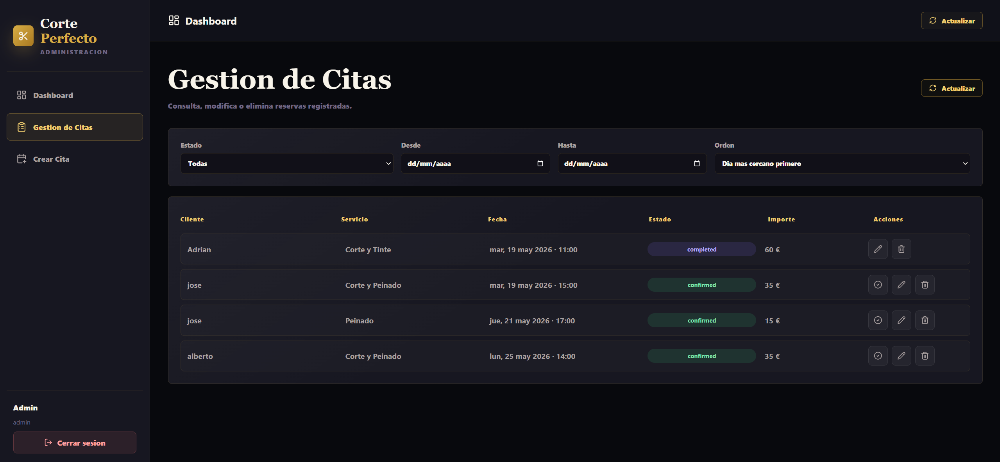 Corte
Perfecto
ADMINISTRACION
Dashboard
Gestion de Citas
Crear Cita
Admin
admin
Cerrar sesion
Dashboard
Actualizar
Gestion de Citas
Actualizar
Consulta, modifica o elimina reservas registradas.
Estado Desde Hasta Orden
Todas dd/mm/aaaa dd/mm/aaaa Dia mas cercano primero
Cliente Servicio Fecha Estado Importe Acciones
Adrian Corte y Tinte mar, 19 may 2026 · 11:00 completed 60 €
jose Corte y Peinado mar, 19 may 2026 · 15:00 confirmed 35 €
jose Peinado jue, 21 may 2026 · 17:00 confirmed 15 €
alberto Corte y Peinado lun, 25 may 2026 · 14:00 confirmed 35 €